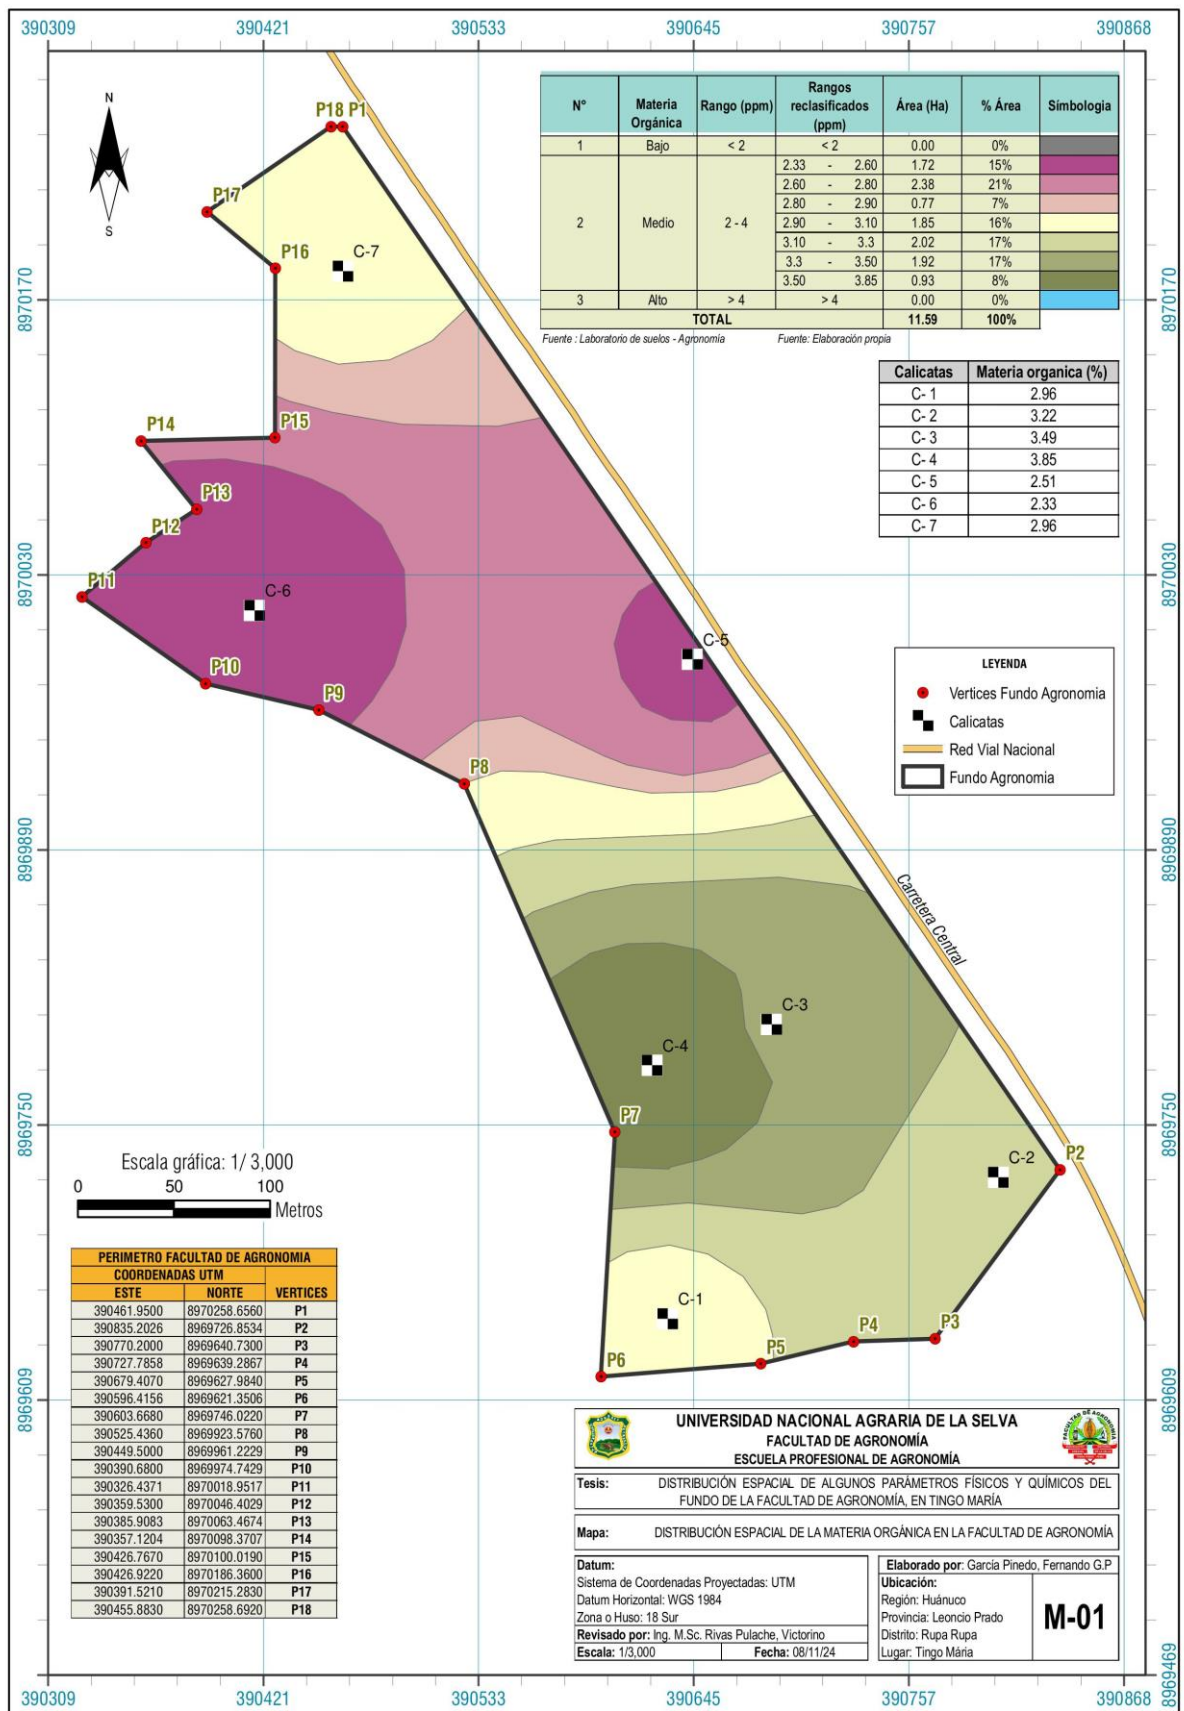 390309 390421 390533 390645 390757 390868
N
S
P18 P1
P17
P16
C-7
P15
P14
P13
P12
P11
C-6
C-5
P10
P9
P8
C-3
C-4
P7
P2
C-2
C-1
P3
P4
P5
P6
Carretera Central
8970170
8970030
8969890
8969750
8969609
8970170
8970030
8969890
8969750
8969609
8969469
N° Materia Orgánica Rango (ppm) Rangos reclasificados (ppm) Área (Ha) % Área Símbologia
1 Bajo < 2 < 2 0.00 0%
2 Medio 2 - 4
2.33 - 2.60 1.72 15%
2.60 - 2.80 2.38 21%
2.80 - 2.90 0.77 7%
2.90 - 3.10 1.85 16%
3.10 - 3.3 2.02 17%
3.3 - 3.50 1.92 17%
3.50 3.85 0.93 8%
3 Alto > 4 > 4 0.00 0%
TOTAL 11.59 100%
Fuente : Laboratorio de suelos - Agronomía Fuente: Elaboración propia
Calicatas Materia organica (%)
C- 1 2.96
C- 2 3.22
C- 3 3.49
C- 4 3.85
C- 5 2.51
C- 6 2.33
C- 7 2.96
LEYENDA
Vertices Fundo Agronomia
Calicatas
Red Vial Nacional
Fundo Agronomia
Escala gráfica: 1/ 3,000
0 50 100
Metros
PERIMETRO FACULTAD DE AGRONOMIA
COORDENADAS UTM
ESTE NORTE VERTICES
390461.9500 8970258.6560 P1
390835.2026 8969726.8534 P2
390770.2000 8969640.7300 P3
390727.7858 8969639.2867 P4
390679.4070 8969627.9840 P5
390596.4156 8969621.3506 P6
390603.6680 8969746.0220 P7
390525.4360 8969923.5760 P8
390449.5000 8969961.2229 P9
390390.6800 8969974.7429 P10
390326.4371 8970018.9517 P11
390359.5300 8970046.4029 P12
390385.9083 8970063.4674 P13
390357.1204 8970098.3707 P14
390426.7670 8970100.0190 P15
390426.9220 8970186.3600 P16
390391.5210 8970215.2830 P17
390455.8830 8970258.6920 P18
UNIVERSIDAD NACIONAL AGRARIA DE LA SELVA
FACULTAD DE AGRONOMÍA
ESCUELA PROFESIONAL DE AGRONOMÍA
Tesis: DISTRIBUCIÓN ESPACIAL DE ALGUNOS PARÁMETROS FÍSICOS Y QUÍMICOS DEL
FUNDO DE LA FACULTAD DE AGRONOMÍA, EN TINGO MARÍA
Mapa: DISTRIBUCIÓN ESPACIAL DE LA MATERIA ORGÁNICA EN LA FACULTAD DE AGRONOMÍA
Datum:
Sistema de Coordenadas Proyectadas: UTM
Datum Horizontal: WGS 1984
Zona o Huso: 18 Sur
Revisado por: Ing. M.Sc. Rivas Pulache, Victorino
Escala: 1/3,000 Fecha: 08/11/24
Elaborado por: García Pinedo, Fernando G.P
Ubicación:
Región: Huánuco
Provincia: Leoncio Prado
Distrito: Rupa Rupa
Lugar: Tingo Mária
M-01
390309 390421 390533 390645 390757 390868